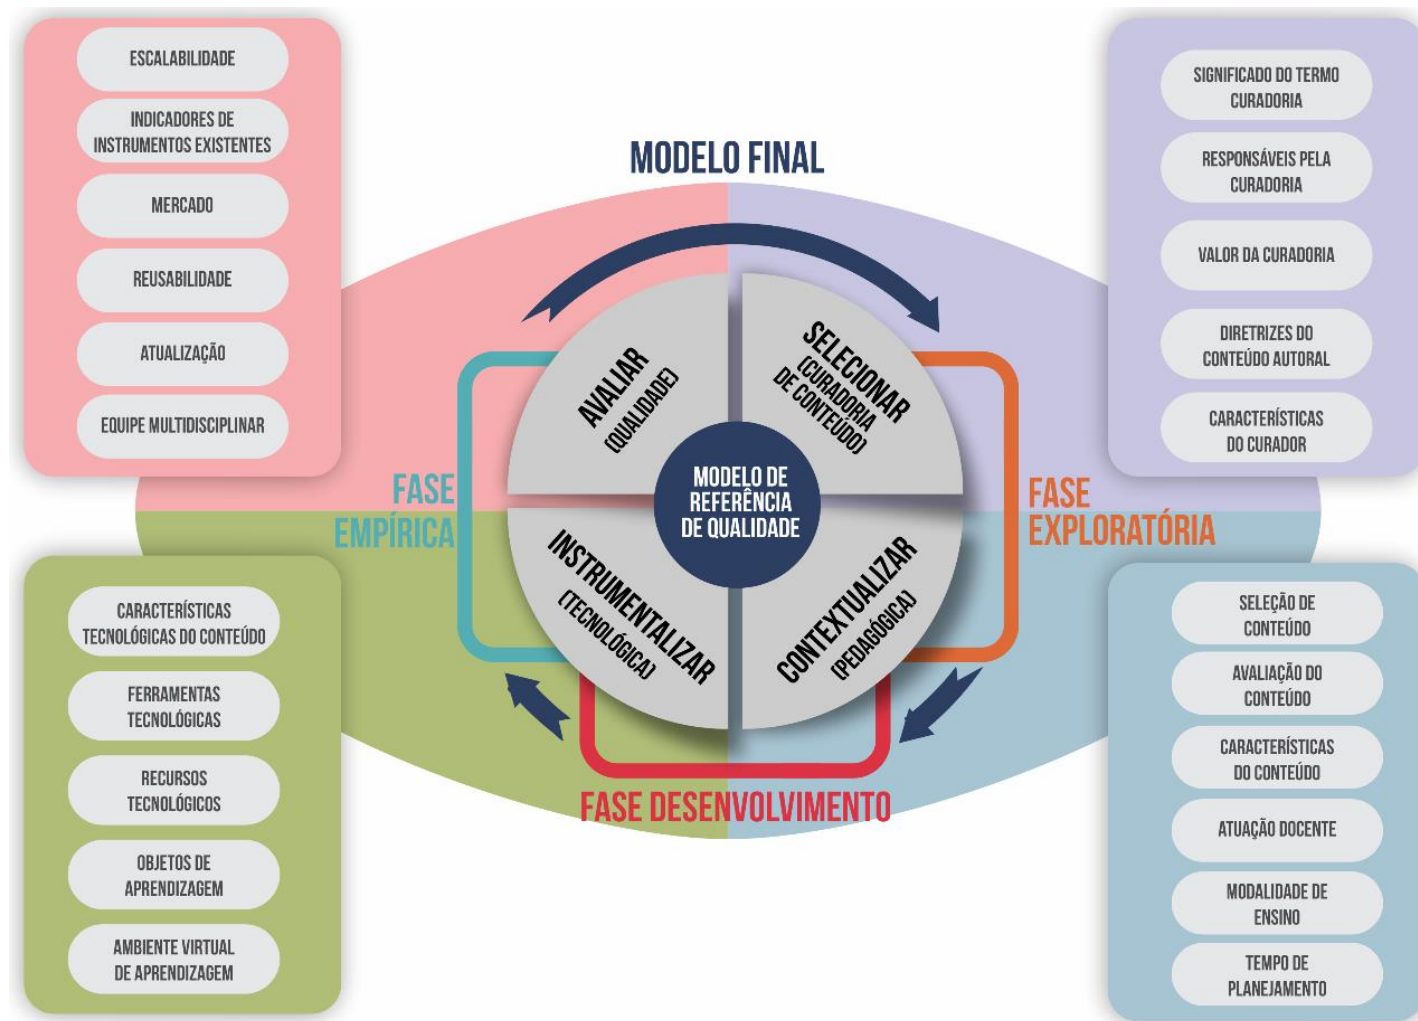 ESCALABILIDADE
INDICADORES DE
INSTRUMENTOS EXISTENTES
MERCADO
REUSABILIDADE
ATUALIZAÇÃO
EQUIPE MULTIDISCIPLINAR
SIGNIFICADO DO TERMO
CURADORIA
RESPONSÁVEIS PELA
CURADORIA
VALOR DA CURADORIA
DIRETRIZES DO
CONTEÚDO AUTORAL
CARACTERÍSTICAS
DO CURADOR
MODELO FINAL
AVALIAR
(QUALIDADE)
SELECIONAR
(CURADORIA
DE CONTEÚDO)
MODELO DE
REFERÊNCIA
DE QUALIDADE
FASE
EMPÍRICA
FASE
EXPLORATÓRIA
INSTRUMENTALIZAR
(TECNOLÓGICA)
CONTEXTUALIZAR
(PEDAGÓGICA)
FASE DESENVOLVIMENTO
CARACTERÍSTICAS
TECNOLÓGICAS DO CONTEÚDO
FERRAMENTAS
TECNOLÓGICAS
RECURSOS
TECNOLÓGICOS
OBJETOS DE
APRENDIZAGEM
AMBIENTE VIRTUAL
DE APRENDIZAGEM
SELEÇÃO DE
CONTEÚDO
AVALIAÇÃO DO
CONTEÚDO
CARACTERÍSTICAS
DO CONTEÚDO
ATUAÇÃO DOCENTE
MODALIDADE DE
ENSINO
TEMPO DE
PLANEJAMENTO